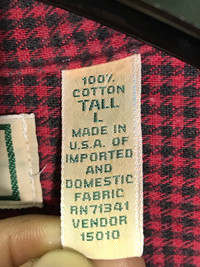 100%
COTTON
TALL
L
MADE IN
U.S.A. OF
IMPORTED
AND
DOMESTIC
FABRIC
RN71341
VENDOR
15010